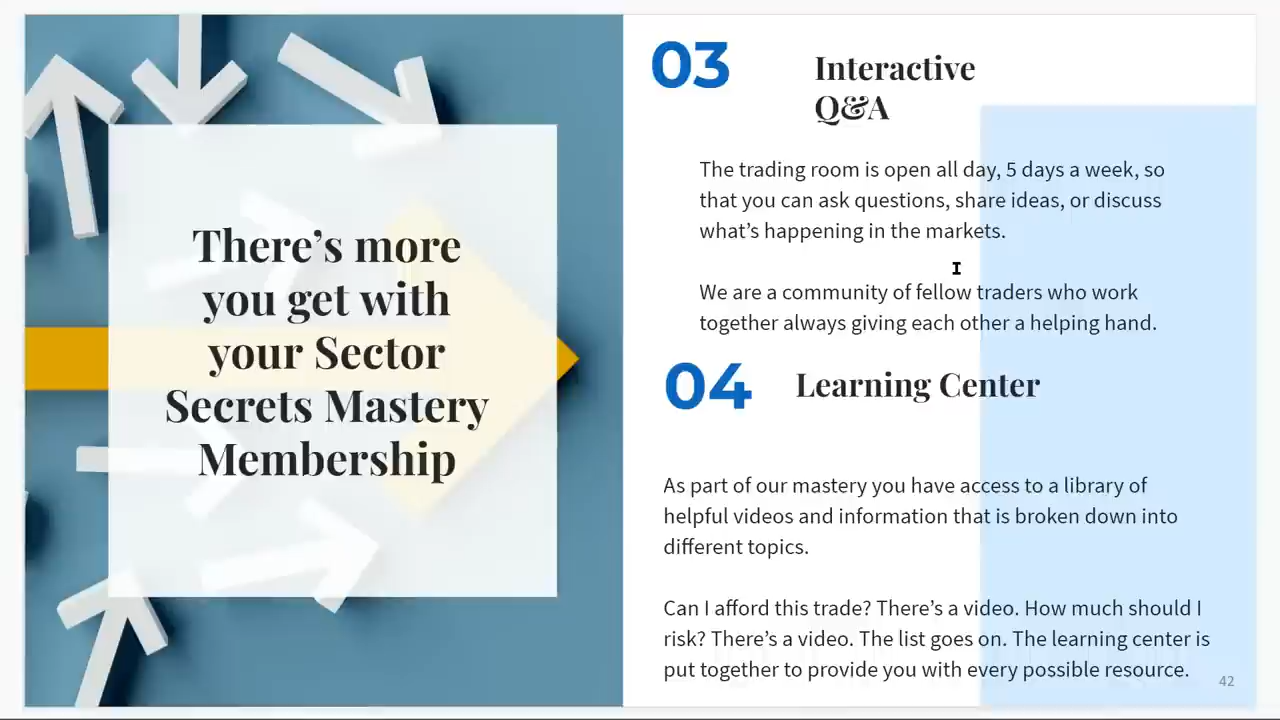 There’s more
you get with
your Sector
Secrets Mastery
Membership
03
Interactive
Q&A
The trading room is open all day, 5 days a week, so
that you can ask questions, share ideas, or discuss
what’s happening in the markets.
We are a community of fellow traders who work
together always giving each other a helping hand.
04
Learning Center
As part of our mastery you have access to a library of
helpful videos and information that is broken down into
different topics.
Can I afford this trade? There’s a video. How much should I
risk? There’s a video. The list goes on. The learning center is
put together to provide you with every possible resource.
42